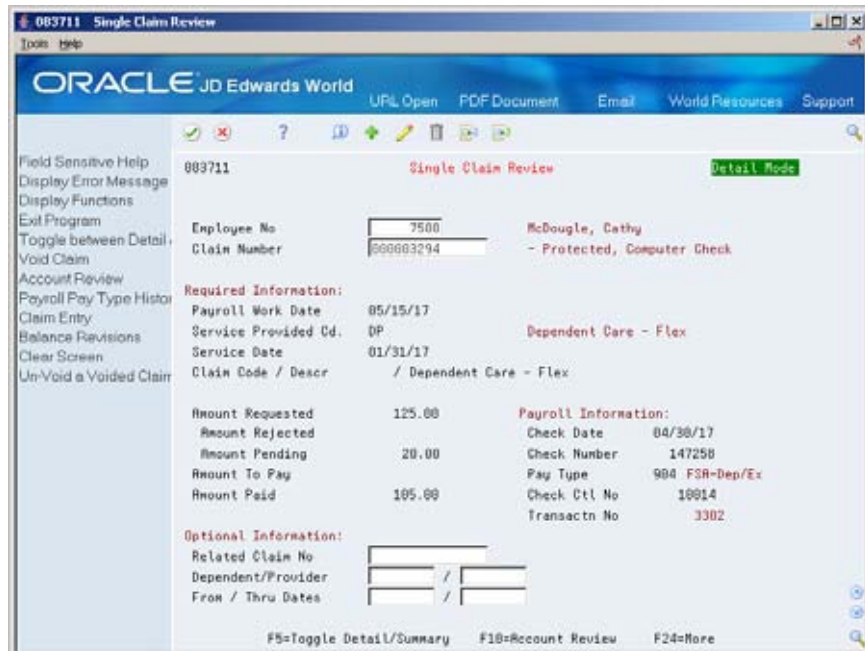 083711 Single Claim Review
Tools Help
ORACLE JD Edwards World
URL Open PDF Document Email World Resources Support
Field Sensitve Help
Display Error Message
Display Functions
Exit Program
Toggle between Detail
Void Claim
Account Review
Payroll Pay Type Histor
Claim Entry
Balance Revisions
Clear Screen
Un-Void a Voided Claim
083711 Single Claim Review Detail Mode
Employee No 7500 McDougle, Cathy
Claim Number 000003294 - Protected, Computer Check
Required Information:
Payroll Work Date 05/15/17
Service Provided Cd. DP Dependent Care - Flex
Service Date 01/31/17
Claim Code / Descr / Dependent Care - Flex
Amount Requested 125.00 Payroll Information:
Amount Rejected Check Date 04/30/17
Amount Pending 20.00 Check Number 147258
Amount To Pay Pay Type 904 FSA-Dep/Ex
Amount Paid 105.00 Check Ctl No 10014
Transactn No 3302
Optional Information:
Related Claim No
Dependent/Provider /
From / Thru Dates /
F5=Toggle Detail/Summary F10=Account Review F24=More